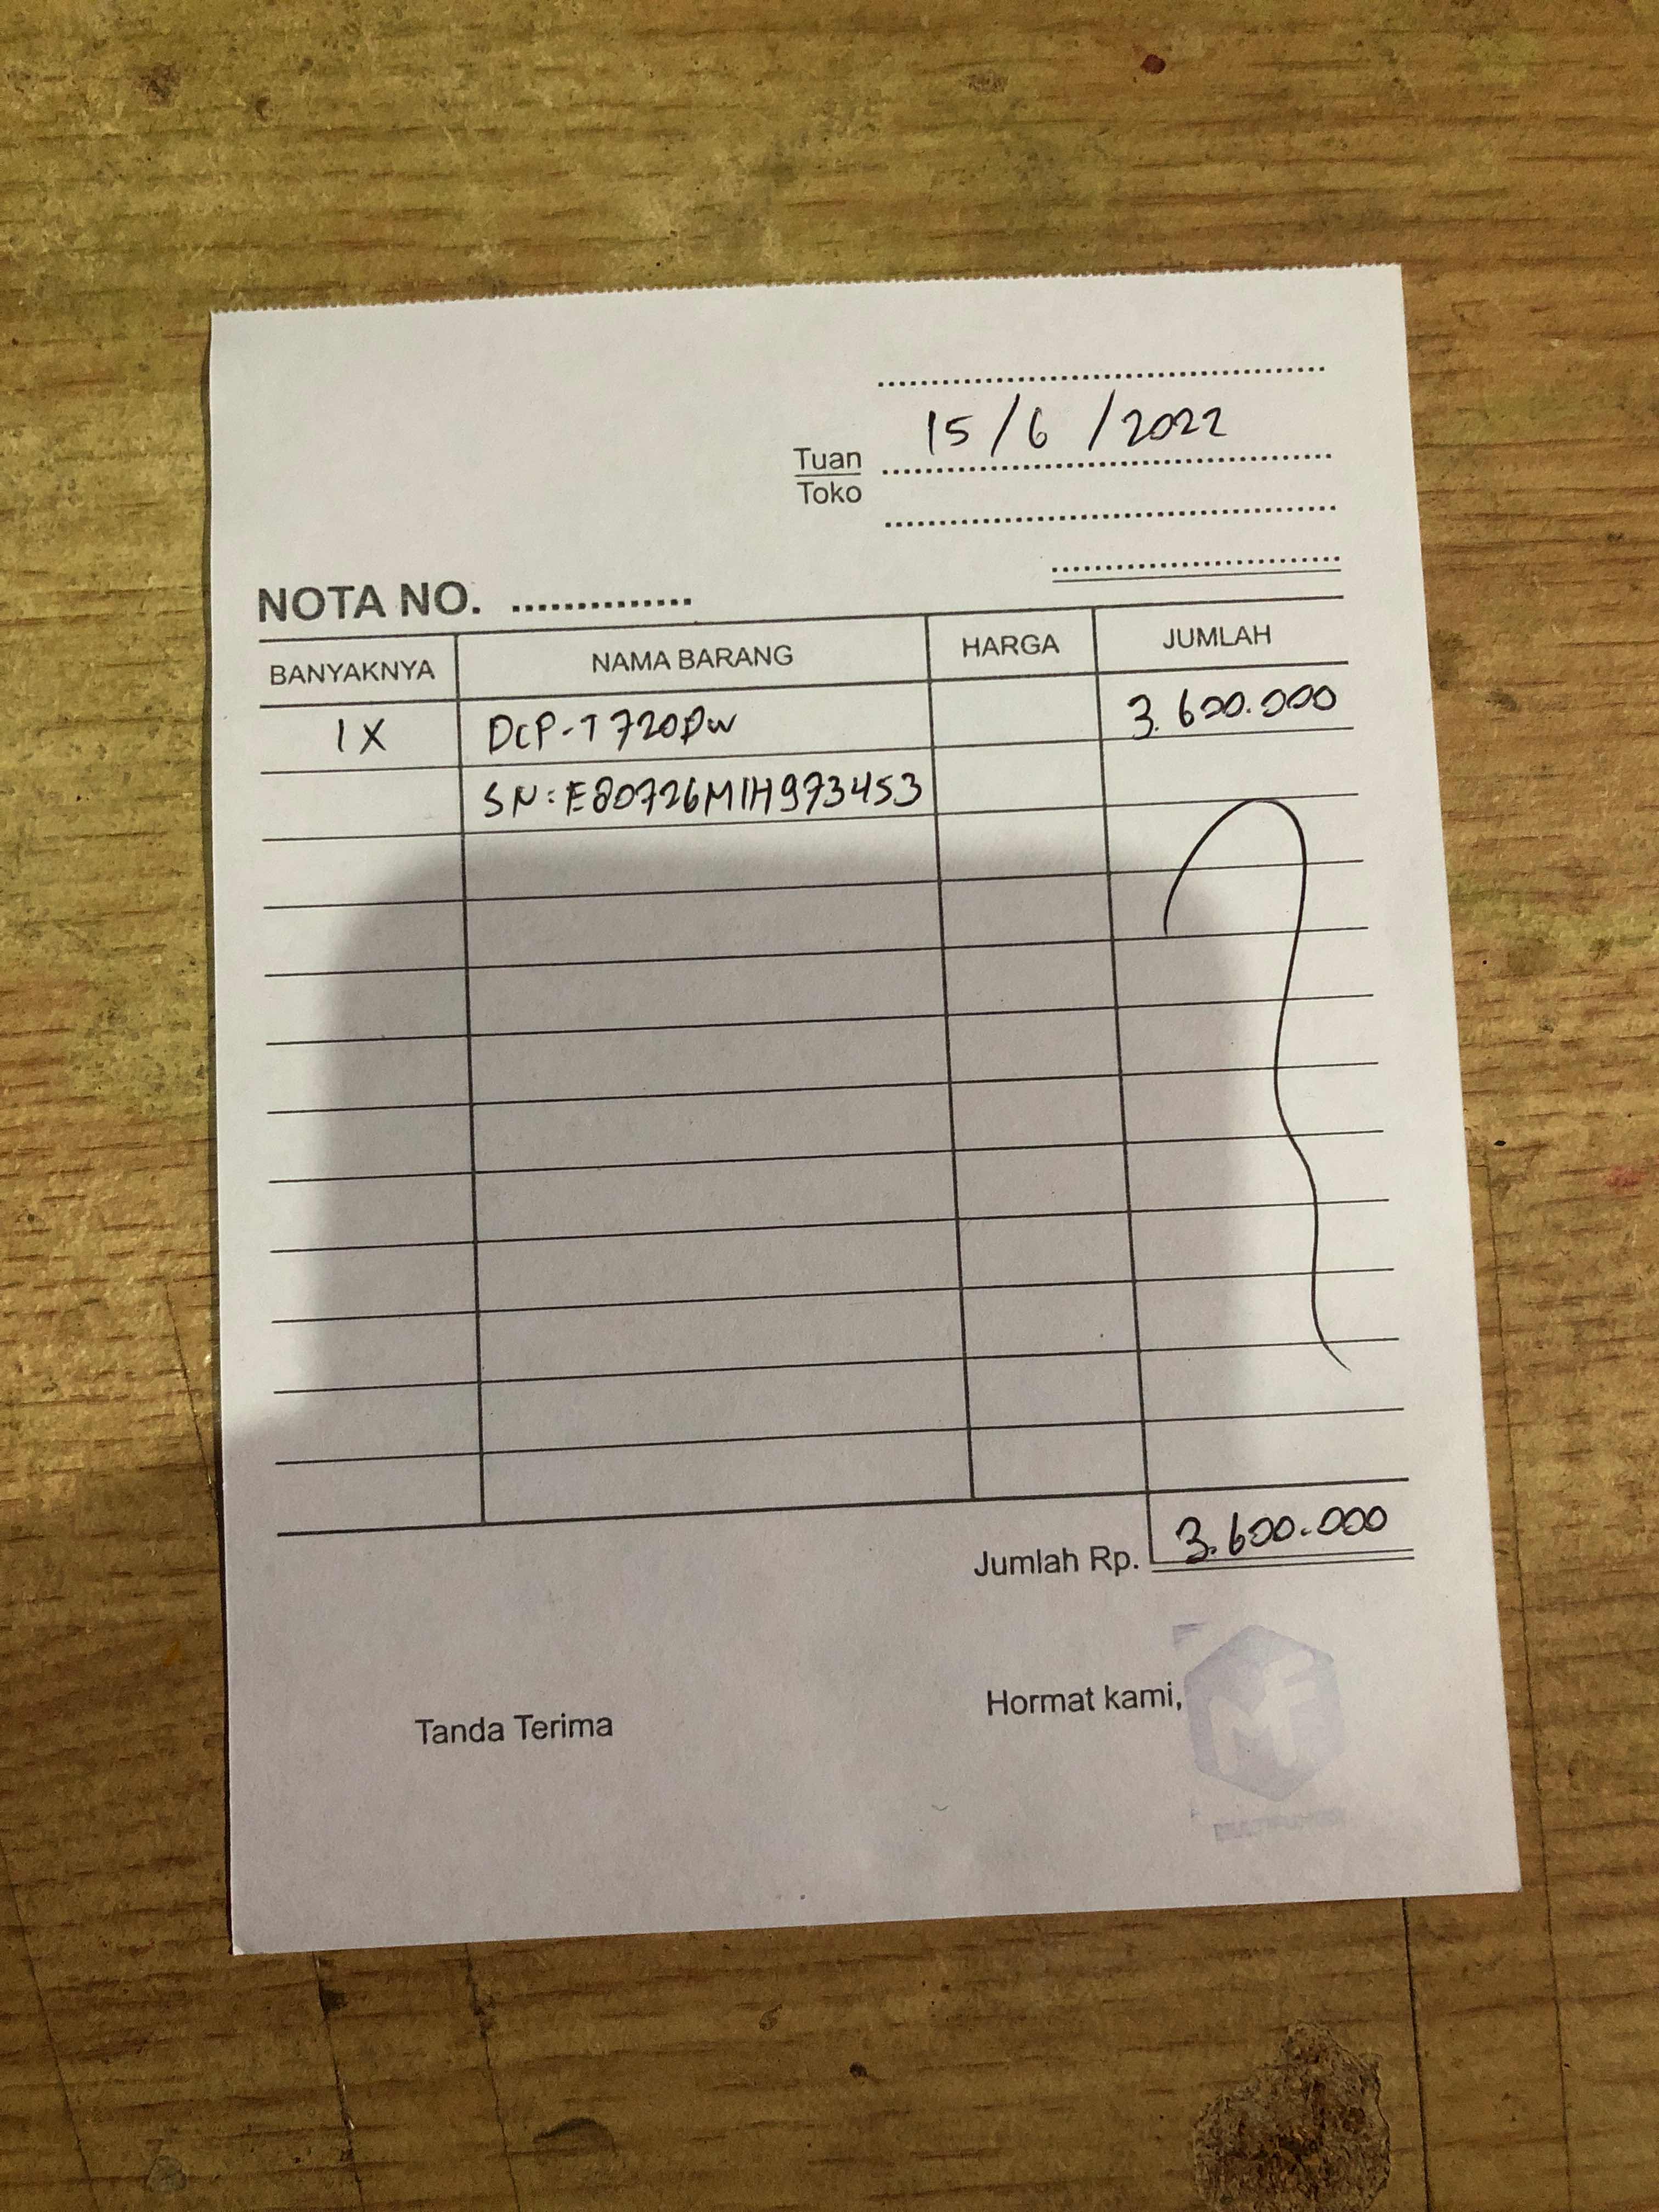 15/6/2022
Tuan
Toko
NOTA NO.
BANYAKNYA NAMA BARANG HARGA JUMLAH
1X DCP-T720DW 3.600.000
SN: E80726M1H973453
Jumlah Rp. 3.600.000
Tanda Terima Hormat kami,
MF